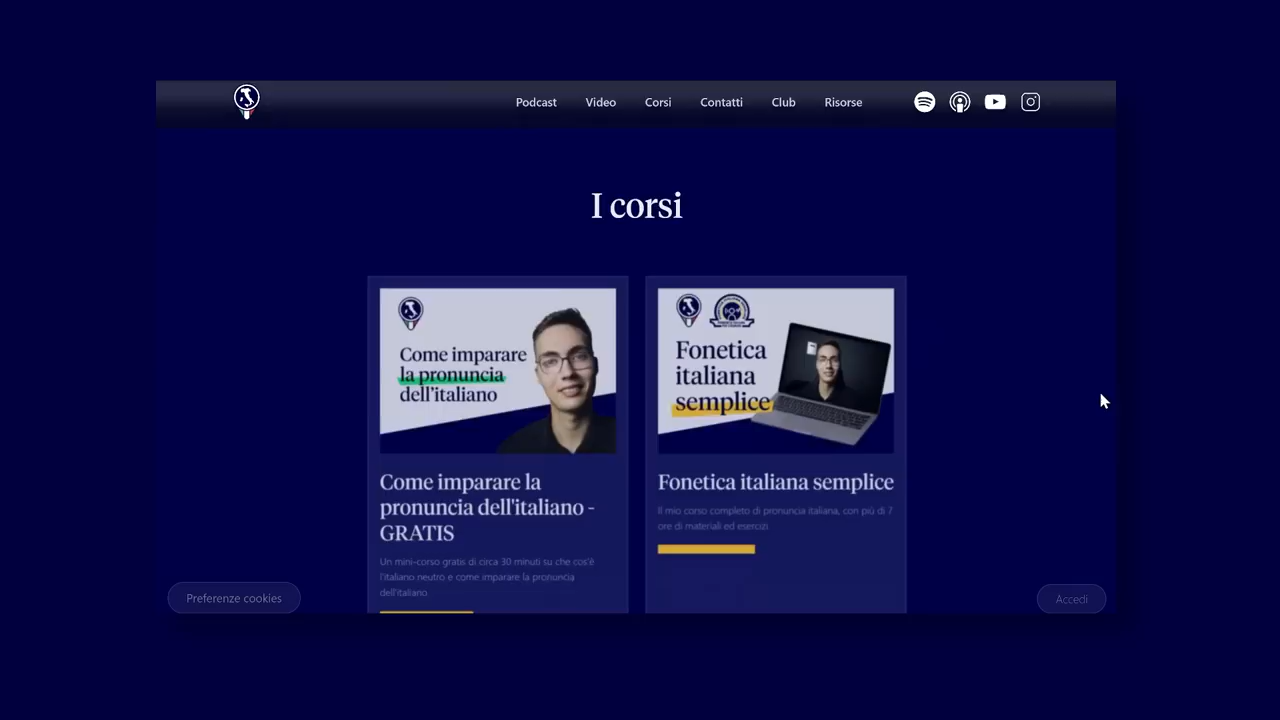 Podcast Video Corsi Contatti Club Risorse
I corsi
Come imparare
la pronuncia
dell'italiano
Fonetica
italiana
semplice
Come imparare la
pronuncia dell'italiano -
GRATIS
Un mini-corso gratis di circa 30 minuti su che cos'è
l'italiano neutro e come imparare la pronuncia
dell'italiano
Fonetica italiana semplice
Il mio corso completo di pronuncia italiana, con più di 7
ore di materiali ed esercizi
Preferenze cookies
Accedi